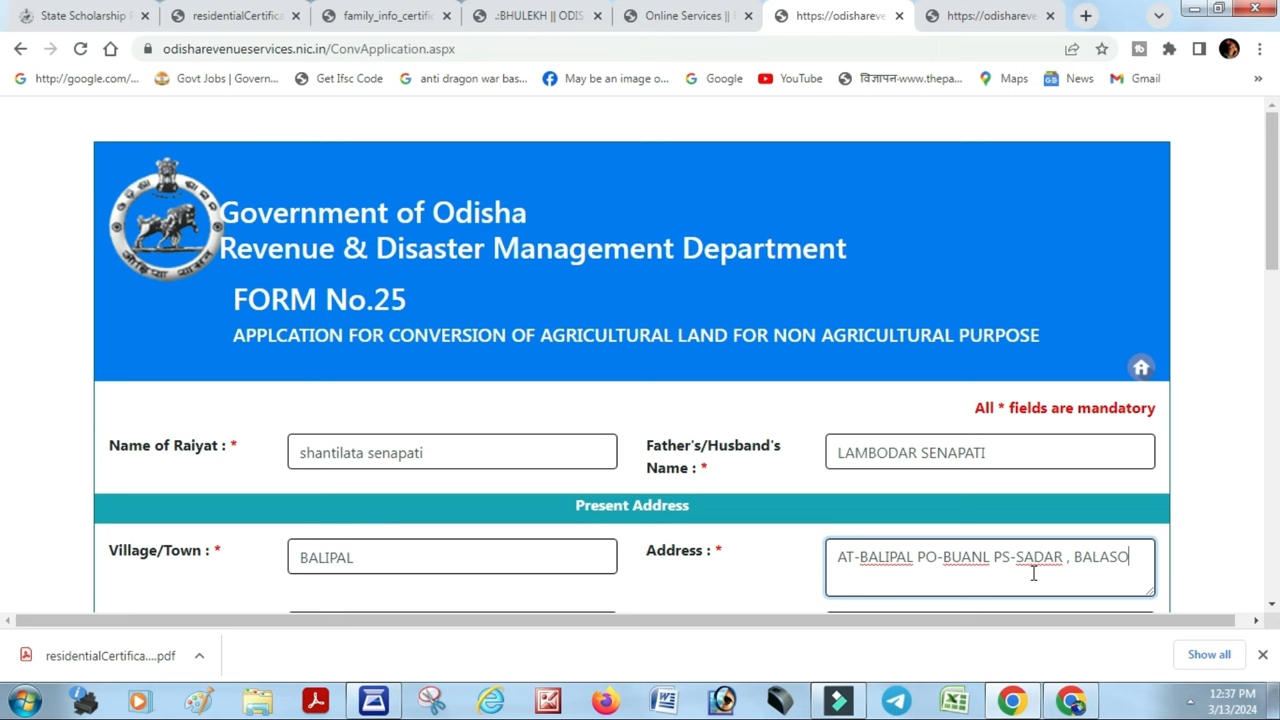 State Scholarship
residentialCertifica
family_info_certific
.:BHULEKH || ODIS
Online Services ||
https://odishareve
https://odishareve
odisharevenueservices.nic.in/ConvApplication.aspx
http://google.com/...
Govt Jobs | Govern...
Get Ifsc Code
anti dragon war bas...
May be an image o...
Google
YouTube
विज्ञापन-www.thepa...
Maps
News
Gmail
»
Government of Odisha
Revenue & Disaster Management Department
FORM No.25
APPLCATION FOR CONVERSION OF AGRICULTURAL LAND FOR NON AGRICULTURAL PURPOSE
All * fields are mandatory
Name of Raiyat : *
shantilata senapati
Father's/Husband's
Name : *
LAMBODAR SENAPATI
Present Address
Village/Town : *
BALIPAL
Address : *
AT-BALIPAL PO-BUANL PS-SADAR , BALASO
residentialCertifica....pdf
Show all
12:37 PM
3/13/2024